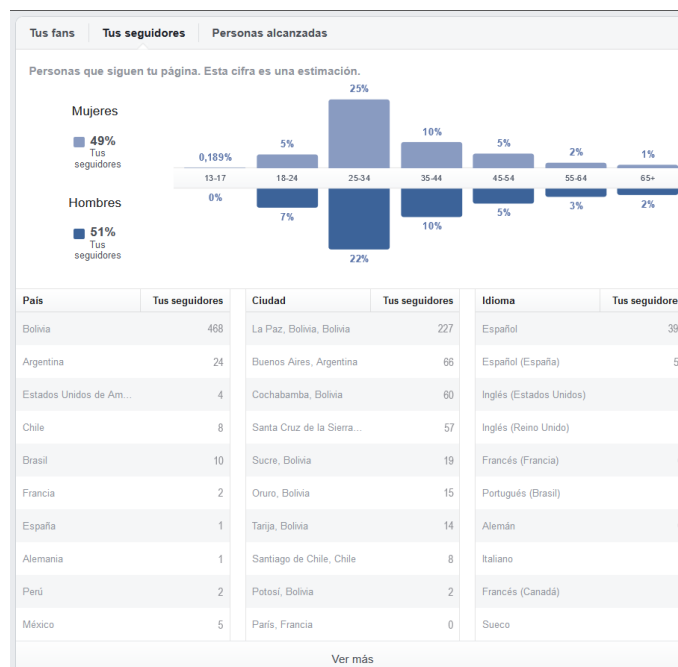 Tus fans Tus seguidores Personas alcanzadas
Personas que siguen tu página. Esta cifra es una estimación.
Mujeres
49%
Tus
seguidores
0,189% 5% 25% 10% 5% 2% 1%
13-17 18-24 25-34 35-44 45-54 55-64 65+
0% 7% 22% 10% 5% 3% 2%
Hombres
51%
Tus
seguidores
País Tus seguidores Ciudad Tus seguidores Idioma Tus seguidore
Bolivia 468 La Paz, Bolivia, Bolivia 227 Español 39
Argentina 24 Buenos Aires, Argentina 66 Español (España) 5
Estados Unidos de Am... 4 Cochabamba, Bolivia 60 Inglés (Estados Unidos)
Chile 8 Santa Cruz de la Sierra... 57 Inglés (Reino Unido)
Brasil 10 Sucre, Bolivia 19 Francés (Francia)
Francia 2 Oruro, Bolivia 15 Portugués (Brasil)
España 1 Tarija, Bolivia 14 Alemán
Alemania 1 Santiago de Chile, Chile 8 Italiano
Perú 2 Potosí, Bolivia 2 Francés (Canadá)
México 5 París, Francia 0 Sueco
Ver más